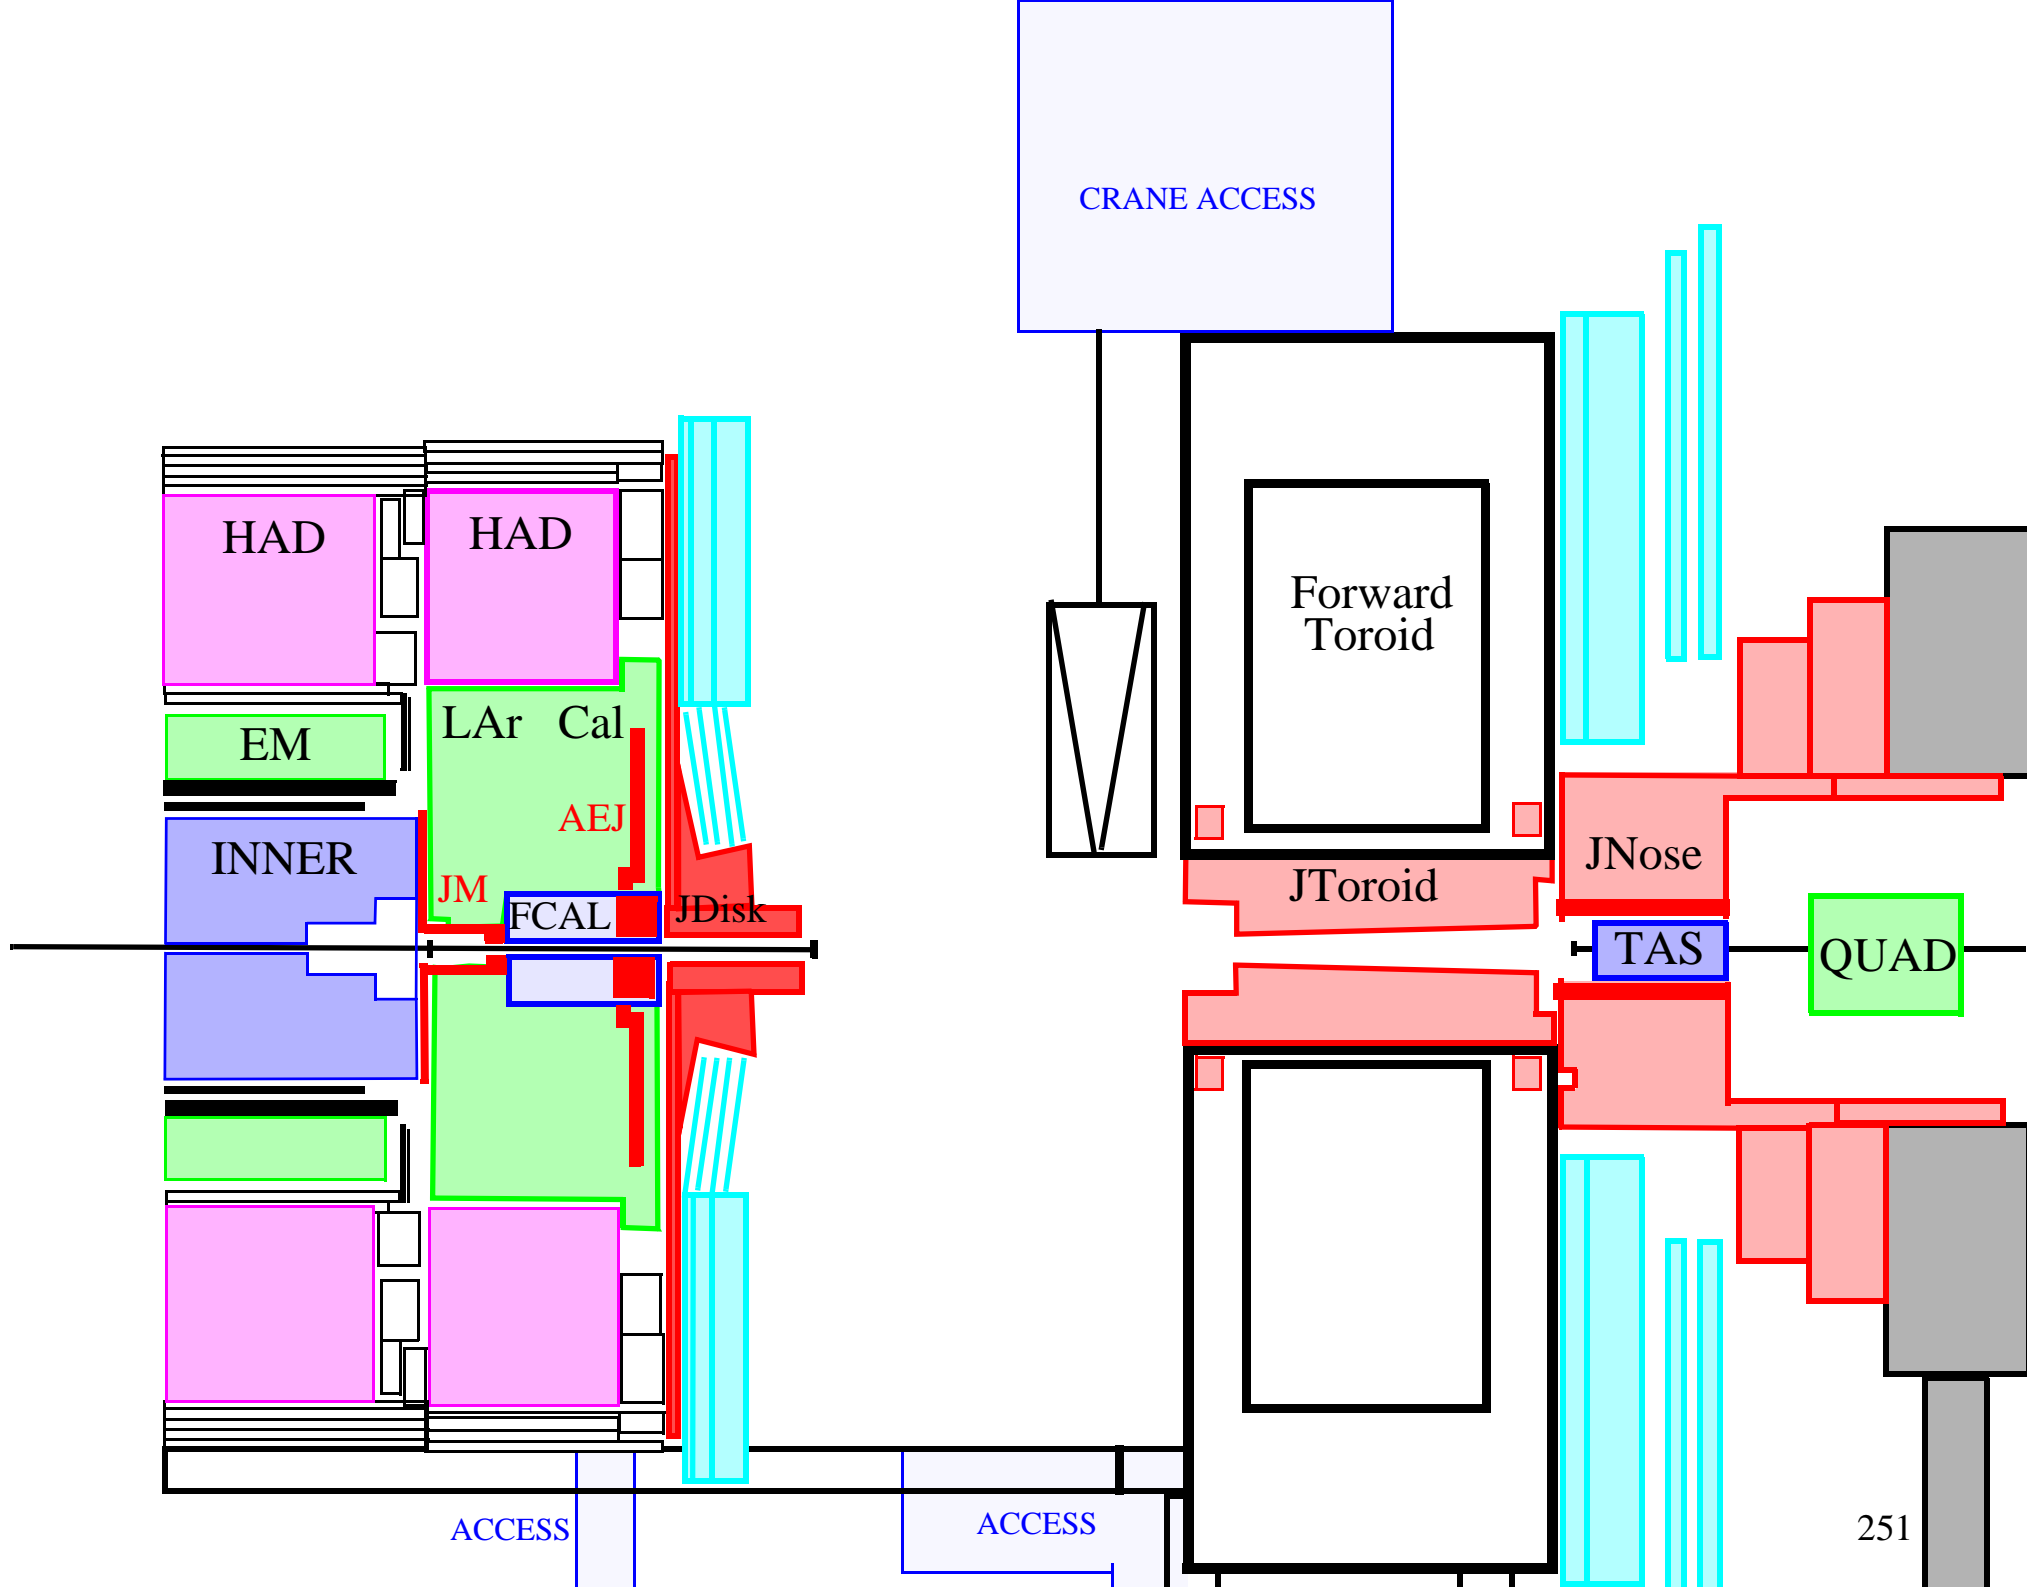 CRANE ACCESS
HAD
HAD
Forward
Toroid
LAr Cal
EM
AEJ
INNER
JM
FCAL
JDisk
JToroid
JNose
TAS
QUAD
ACCESS
ACCESS
251